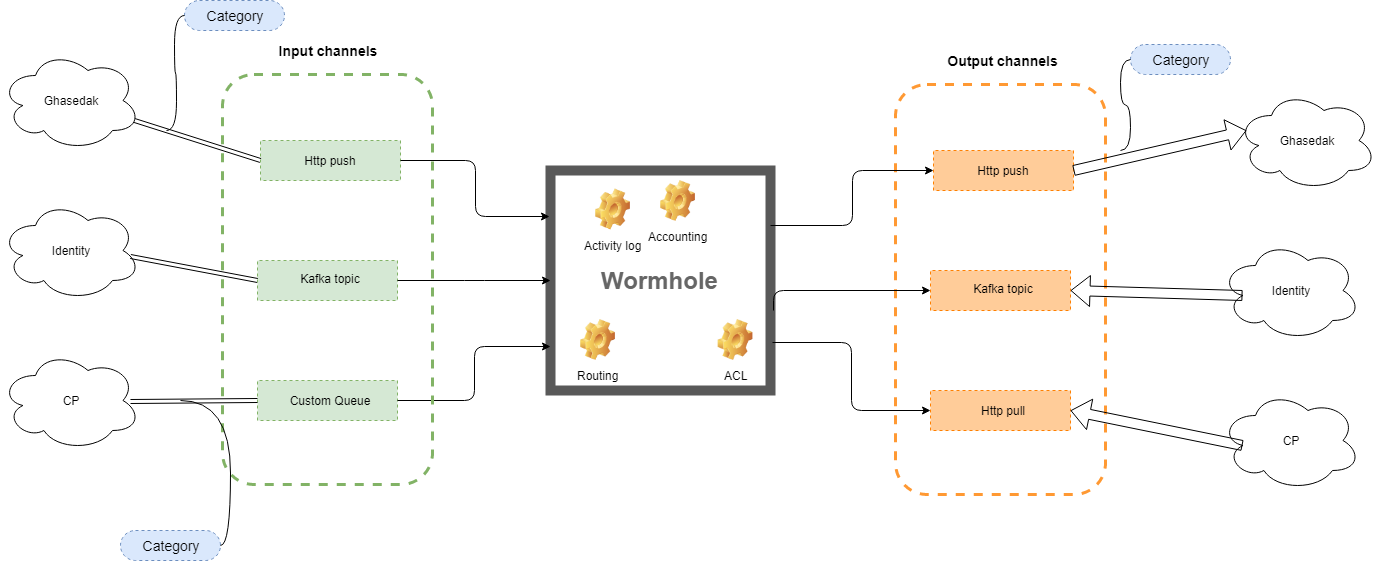 Category
Input channels
Ghasedak
Http push
Identity
Kafka topic
CP
Custom Queue
Category
Activity log
Accounting
Wormhole
Routing
ACL
Output channels
Category
Http push
Ghasedak
Kafka topic
Identity
Http pull
CP